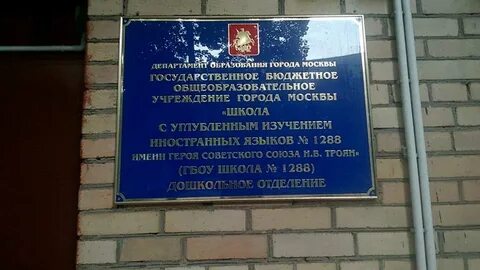 ДЕПАРТАМЕНТ ОБРАЗОВАНИЯ ГОРОДА МОСКВЫ
ГОСУДАРСТВЕННОЕ БЮДЖЕТНОЕ
ОБЩЕОБРАЗОВАТЕЛЬНОЕ
УЧРЕЖДЕНИЕ ГОРОДА МОСКВЫ
«ШКОЛА
С УГЛУБЛЕННЫМ ИЗУЧЕНИЕМ
ИНОСТРАННЫХ ЯЗЫКОВ № 1288
ИМЕНИ ГЕРОЯ СОВЕТСКОГО СОЮЗА Н.В. ТРОЯН»
(ГБОУ ШКОЛА № 1288)
ДОШКОЛЬНОЕ ОТДЕЛЕНИЕ